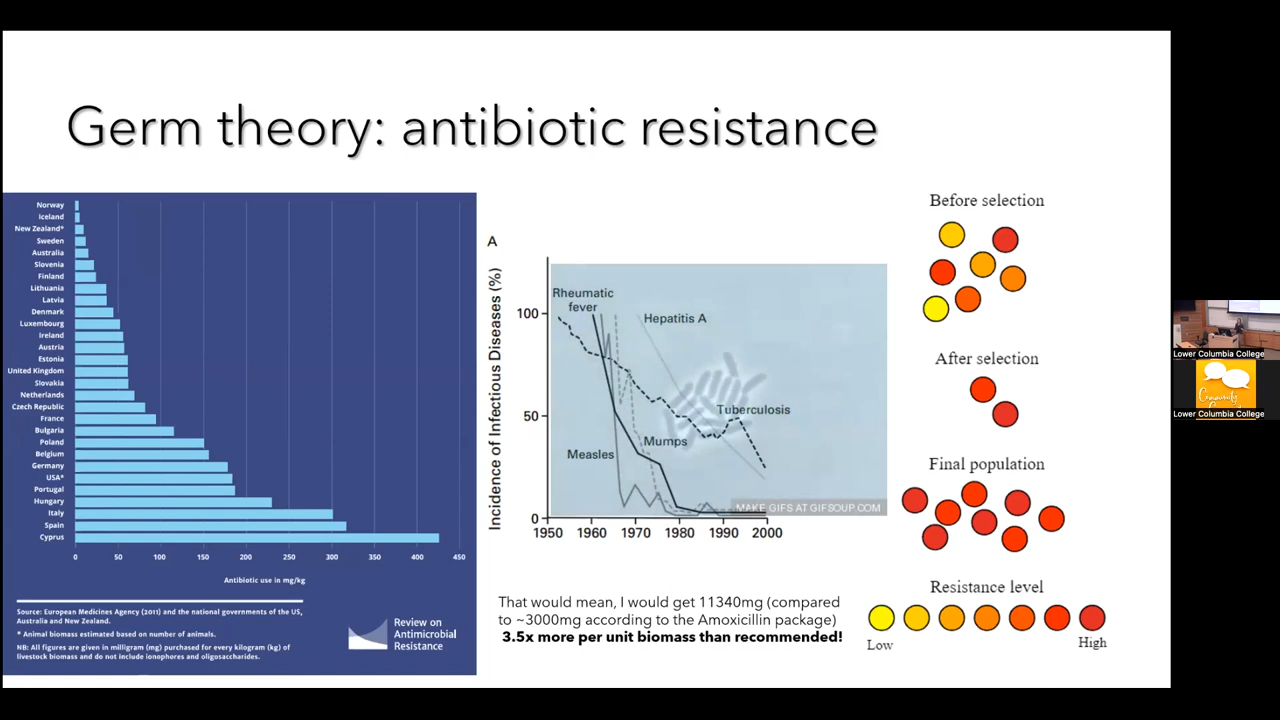 Germ theory: antibiotic resistance
Norway
Iceland
New Zealand*
Sweden
Australia
Slovenia
Finland
Lithuania
Latvia
Denmark
Luxembourg
Ireland
Austria
Estonia
United Kingdom
Slovakia
Netherlands
Czech Republic
France
Bulgaria
Poland
Belgium
Germany
USA*
Portugal
Hungary
Italy
Spain
Cyprus
0 50 100 150 200 250 300 350 400 450
Antibiotic use in mg/kg
Source: European Medicines Agency (2011) and the national governments of the US,
Australia and New Zealand.
* Animal biomass estimated based on number of animals.
NB: All figures are given in milligram (mg) purchased for every kilogram (kg) of
livestock biomass and do not include ionophores and oligosaccharides.
Review on
Antimicrobial
Resistance
A
Incidence of Infectious Diseases (%)
100
50
0
Rheumatic
fever
Hepatitis A
Tuberculosis
Mumps
Measles
MAKE GIFS AT GIFSOUP.COM
1950 1960 1970 1980 1990 2000
That would mean, I would get 11340mg (compared
to ~3000mg according to the Amoxicillin package)
3.5x more per unit biomass than recommended!
Before selection
After selection
Final population
Resistance level
Low
High
Lower Columbia College
Community
Lower Columbia College